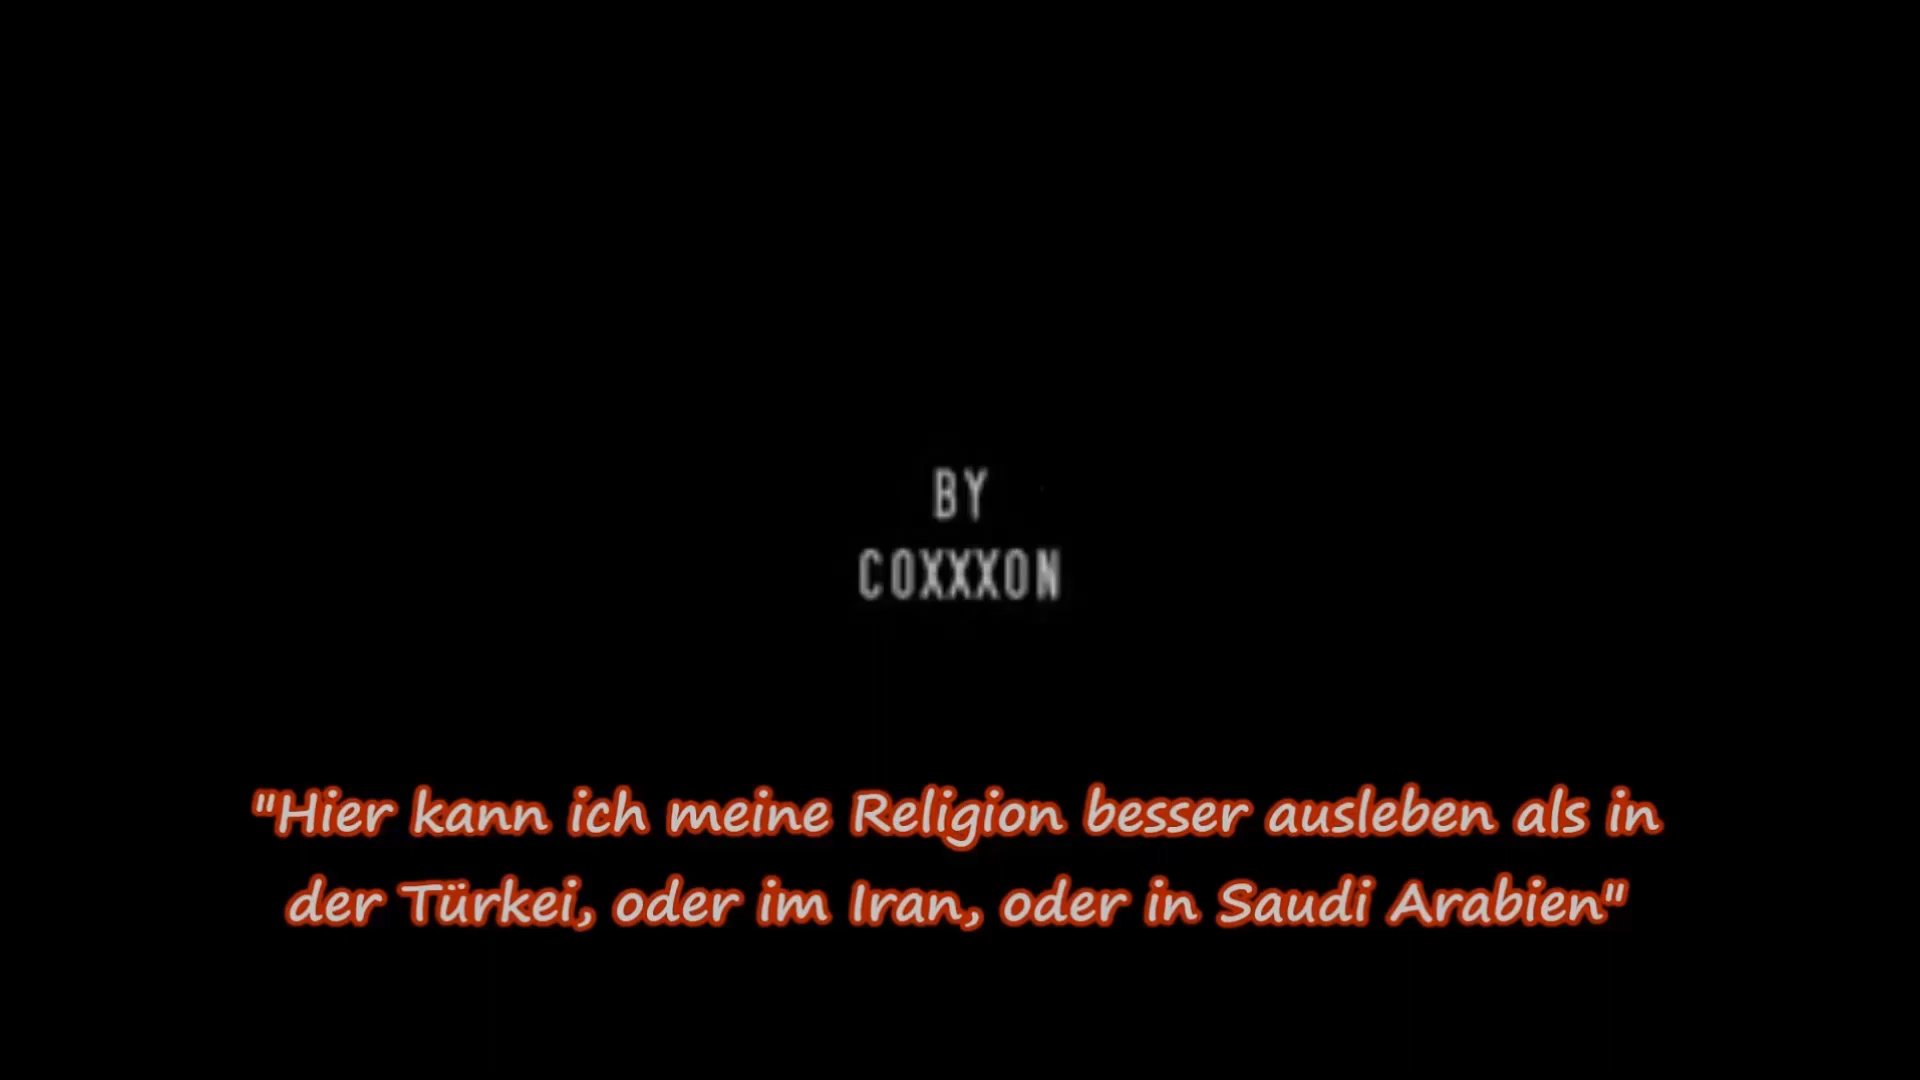 BY
COXXXON
"Hier kann ich meine Religion besser ausleben als in
der Türkei, oder im Iran, oder in Saudi Arabien"